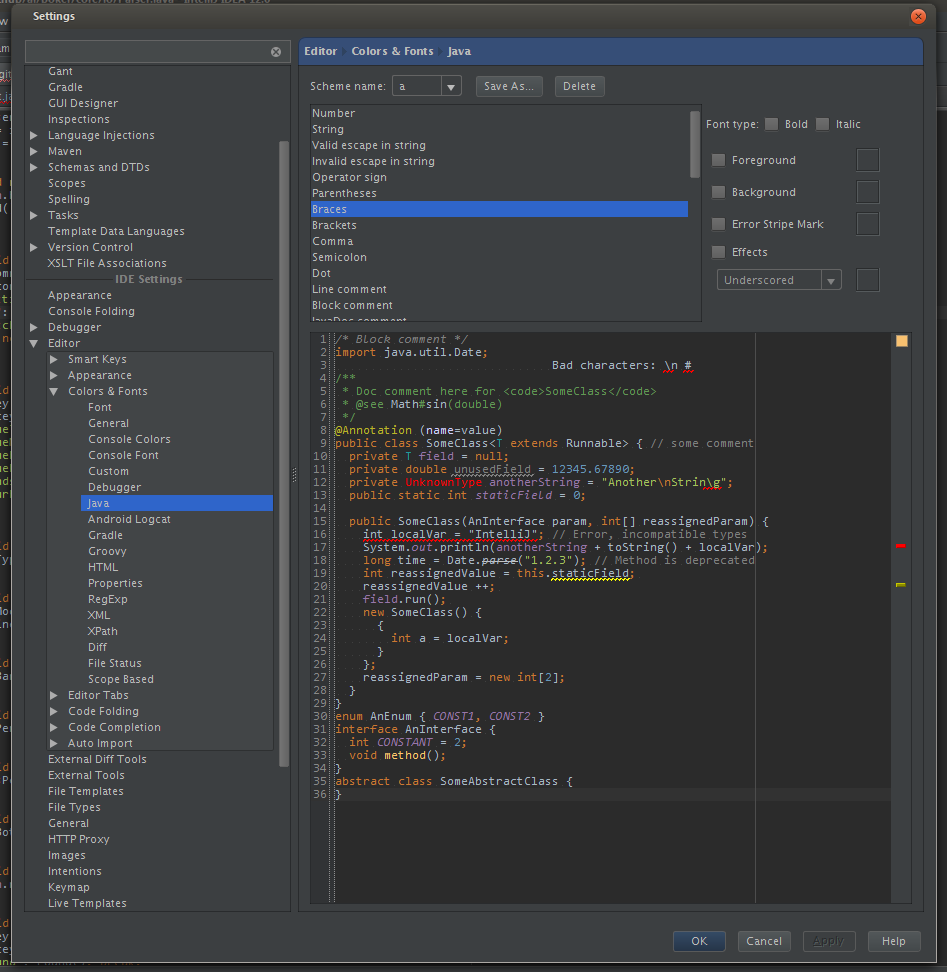 Settings
Gant
Gradle
GUI Designer
Inspections
Language Injections
Maven
Schemas and DTDs
Scopes
Spelling
Tasks
Template Data Languages
Version Control
XSLT File Associations
IDE Settings
Appearance
Console Folding
Debugger
Editor
Smart Keys
Appearance
Colors & Fonts
Font
General
Console Colors
Console Font
Custom
Debugger
Java
Android Logcat
Gradle
Groovy
HTML
Properties
RegExp
XML
XPath
Diff
File Status
Scope Based
Editor Tabs
Code Folding
Code Completion
Auto Import
External Diff Tools
External Tools
File Templates
File Types
General
HTTP Proxy
Images
Intentions
Keymap
Live Templates
Editor › Colors & Fonts › Java
Scheme name: a Save As... Delete
Number
String
Valid escape in string
Invalid escape in string
Operator sign
Parentheses
Braces
Brackets
Comma
Semicolon
Dot
Line comment
Block comment
JavaDoc comment
Font type: Bold Italic
Foreground
Background
Error Stripe Mark
Effects
Underscored
1 /* Block comment */
2 import java.util.Date;
3 Bad characters: \n #
4 /**
5 * Doc comment here for <code>SomeClass</code>
6 * @see Math#sin(double)
7 */
8 @Annotation (name=value)
9 public class SomeClass<T extends Runnable> { // some comment
10 private T field = null;
11 private double unusedField = 12345.67890;
12 private UnknownType anotherString = "Another\nStrin\g";
13 public static int staticField = 0;
14
15 public SomeClass(AnInterface param, int[] reassignedParam) {
16 int localVar = "IntelliJ"; // Error, incompatible types
17 System.out.println(anotherString + toString() + localVar);
18 long time = Date.parse("1.2.3"); // Method is deprecated
19 int reassignedValue = this.staticField;
20 reassignedValue ++;
21 field.run();
22 new SomeClass() {
23 {
24 int a = localVar;
25 }
26 };
27 reassignedParam = new int[2];
28 }
29 }
30 enum AnEnum { CONST1, CONST2 }
31 interface AnInterface {
32 int CONSTANT = 2;
33 void method();
34 }
35 abstract class SomeAbstractClass {
36 }
OK Cancel Apply Help